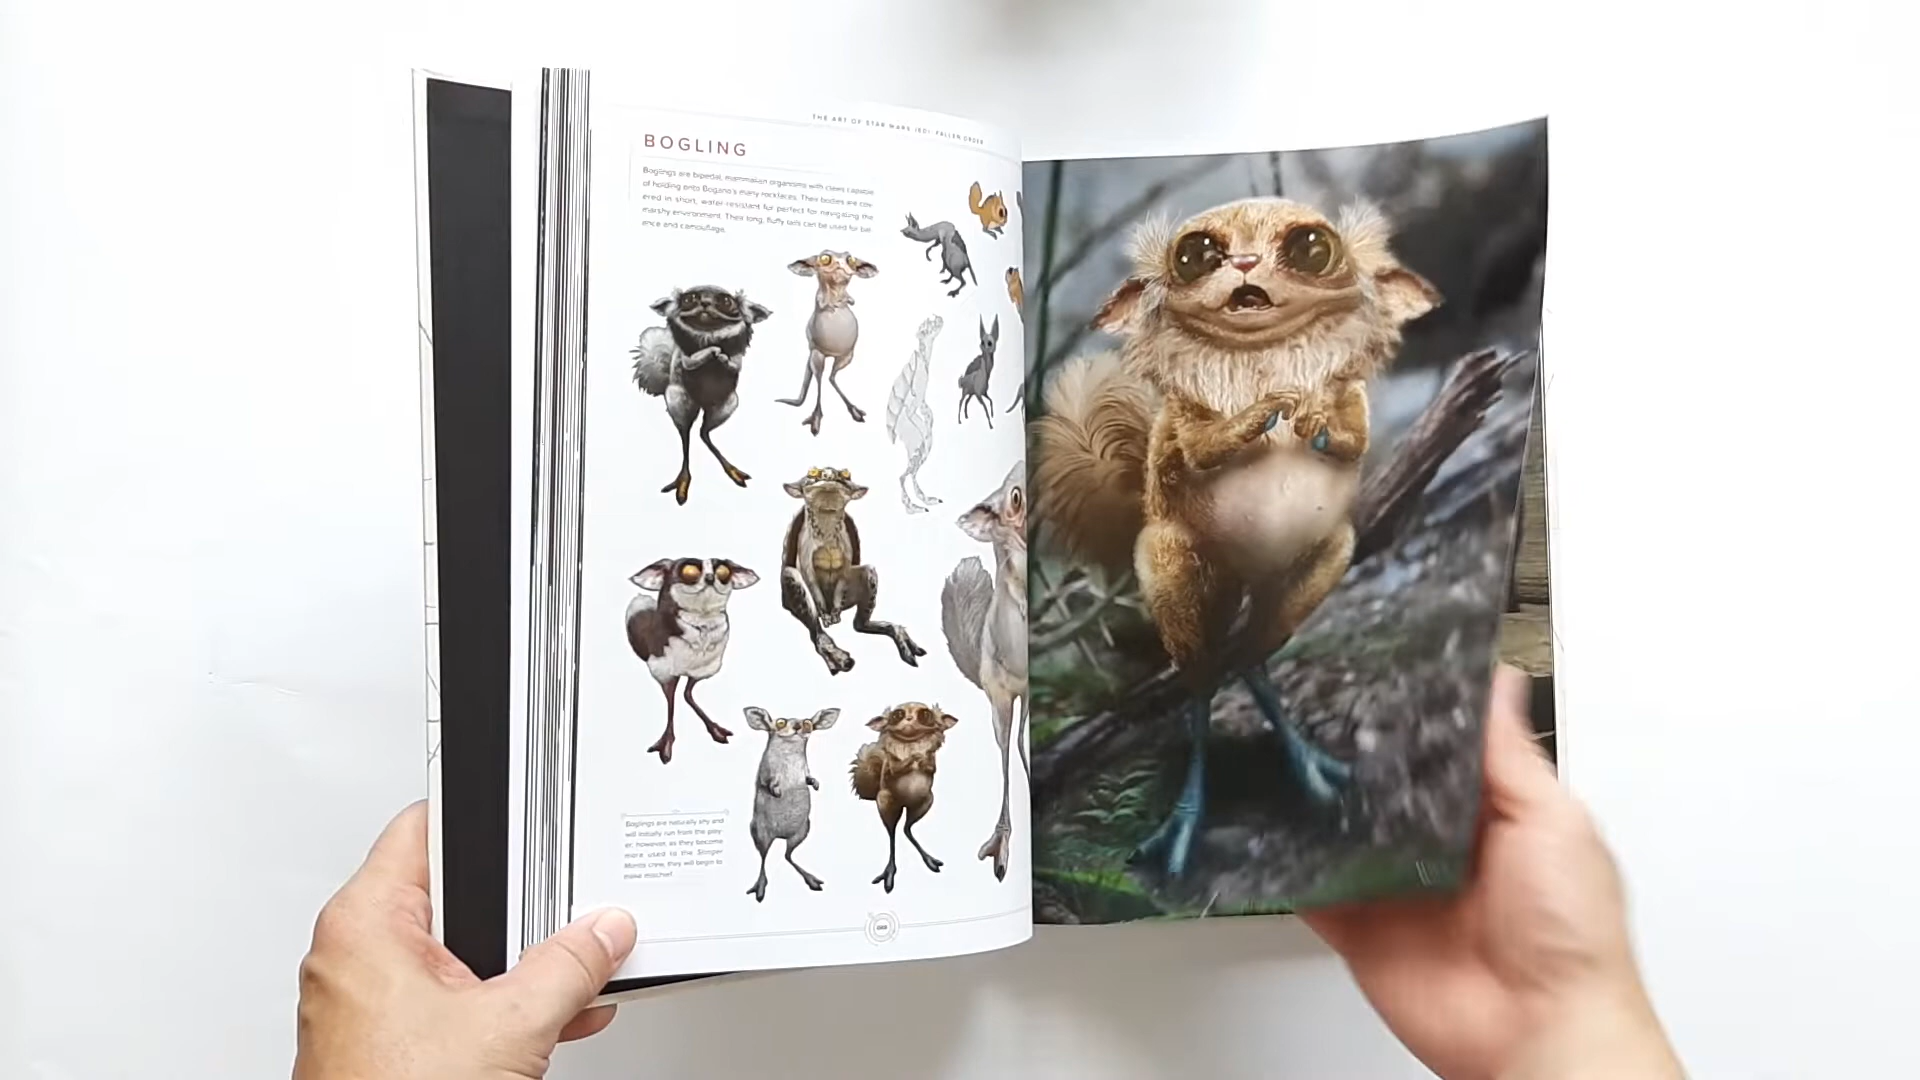 THE ART OF STAR WARS JEDI: FALLEN ORDER
BOGLING
Boglings are bipedal, mammalian organisms with claws capable
of holding onto Bogano's many rockfaces. Their bodies are cov-
ered in short, water-resistant fur perfect for navigating the
marshy environment. Their long, fluffy tails can be used for bal-
ance and camouflage.
Boglings are naturally shy and
will initially run from the play-
er; however, as they become
more used to the Stinger
Mantis crew, they will begin to
make mischief.